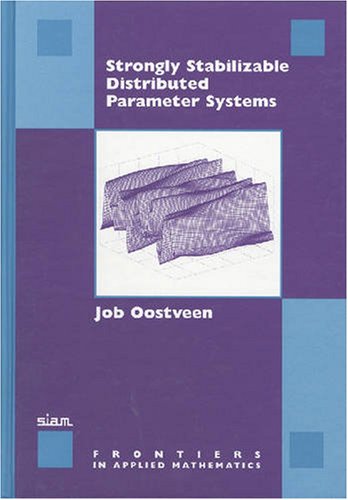 Strongly Stabilizable
Distributed
Parameter Systems
Job Oostveen
siam
FRONTIERS
IN APPLIED MATHEMATICS